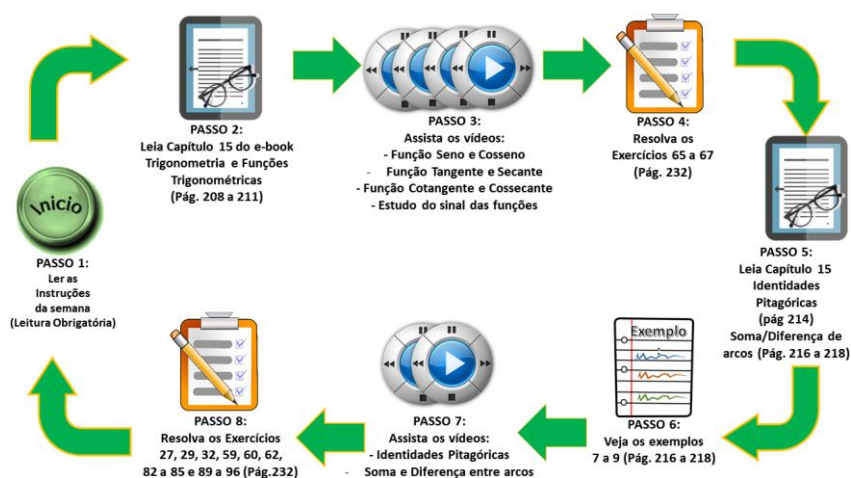 Inicio
PASSO 1:
Ler as
Instruções
da semana
(Leitura Obrigatória)
PASSO 2:
Leia Capítulo 15 do e-book
Trigonometria e Funções
Trigonométricas
(Pág. 208 a 211)
PASSO 3:
Assista os vídeos:
- Função Seno e Cosseno
- Função Tangente e Secante
- Função Cotangente e Cossecante
- Estudo do sinal das funções
PASSO 4:
Resolva os
Exercícios 65 a 67
(Pág. 232)
PASSO 5:
Leia Capítulo 15
Identidades
Pitagóricas
(pág 214)
Soma/Diferença de
arcos (Pág. 216 a 218)
Exemplo
:
PASSO 6:
Veja os exemplos
7 a 9 (Pág. 216 a 218)
PASSO 7:
Assista os vídeos:
- Identidades Pitagóricas
- Soma e Diferença entre arcos
PASSO 8:
Resolva os Exercícios
27, 29, 32, 59, 60, 62,
82 a 85 e 89 a 96 (Pág.232)